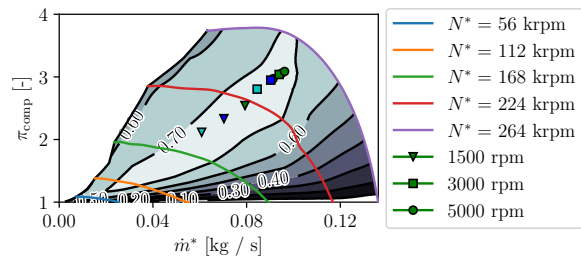 4
3
2
1
π_comp [-]
0.60
0.70
0.60
0.50
0.20
0.10
0.30
0.40
0.00
0.04
0.08
0.12
ṁ* [kg / s]
N* = 56 krpm
N* = 112 krpm
N* = 168 krpm
N* = 224 krpm
N* = 264 krpm
1500 rpm
3000 rpm
5000 rpm